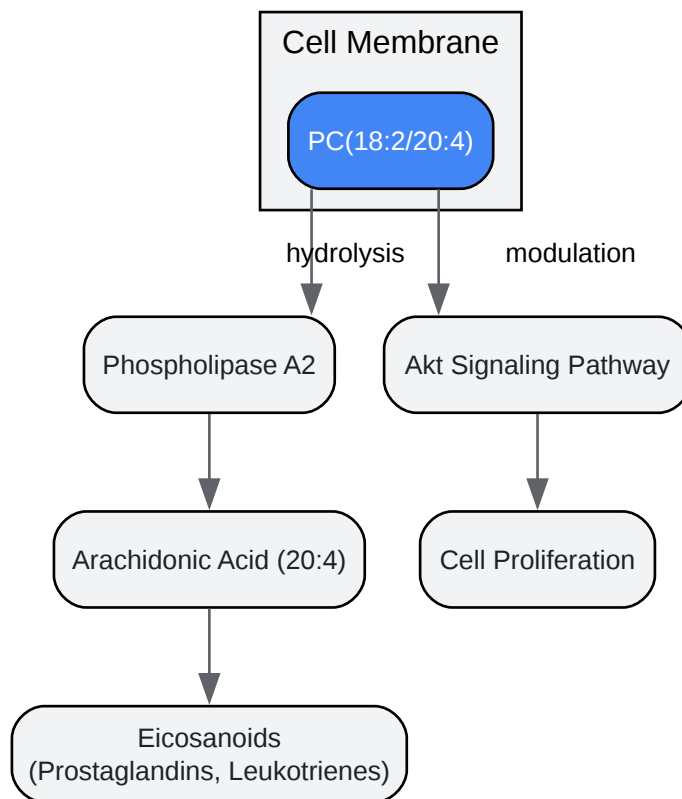 Cell Membrane
PC(18:2/20:4)
hydrolysis
modulation
Phospholipase A2
Akt Signaling Pathway
Arachidonic Acid (20:4)
Cell Proliferation
Eicosanoids
(Prostaglandins, Leukotrienes)